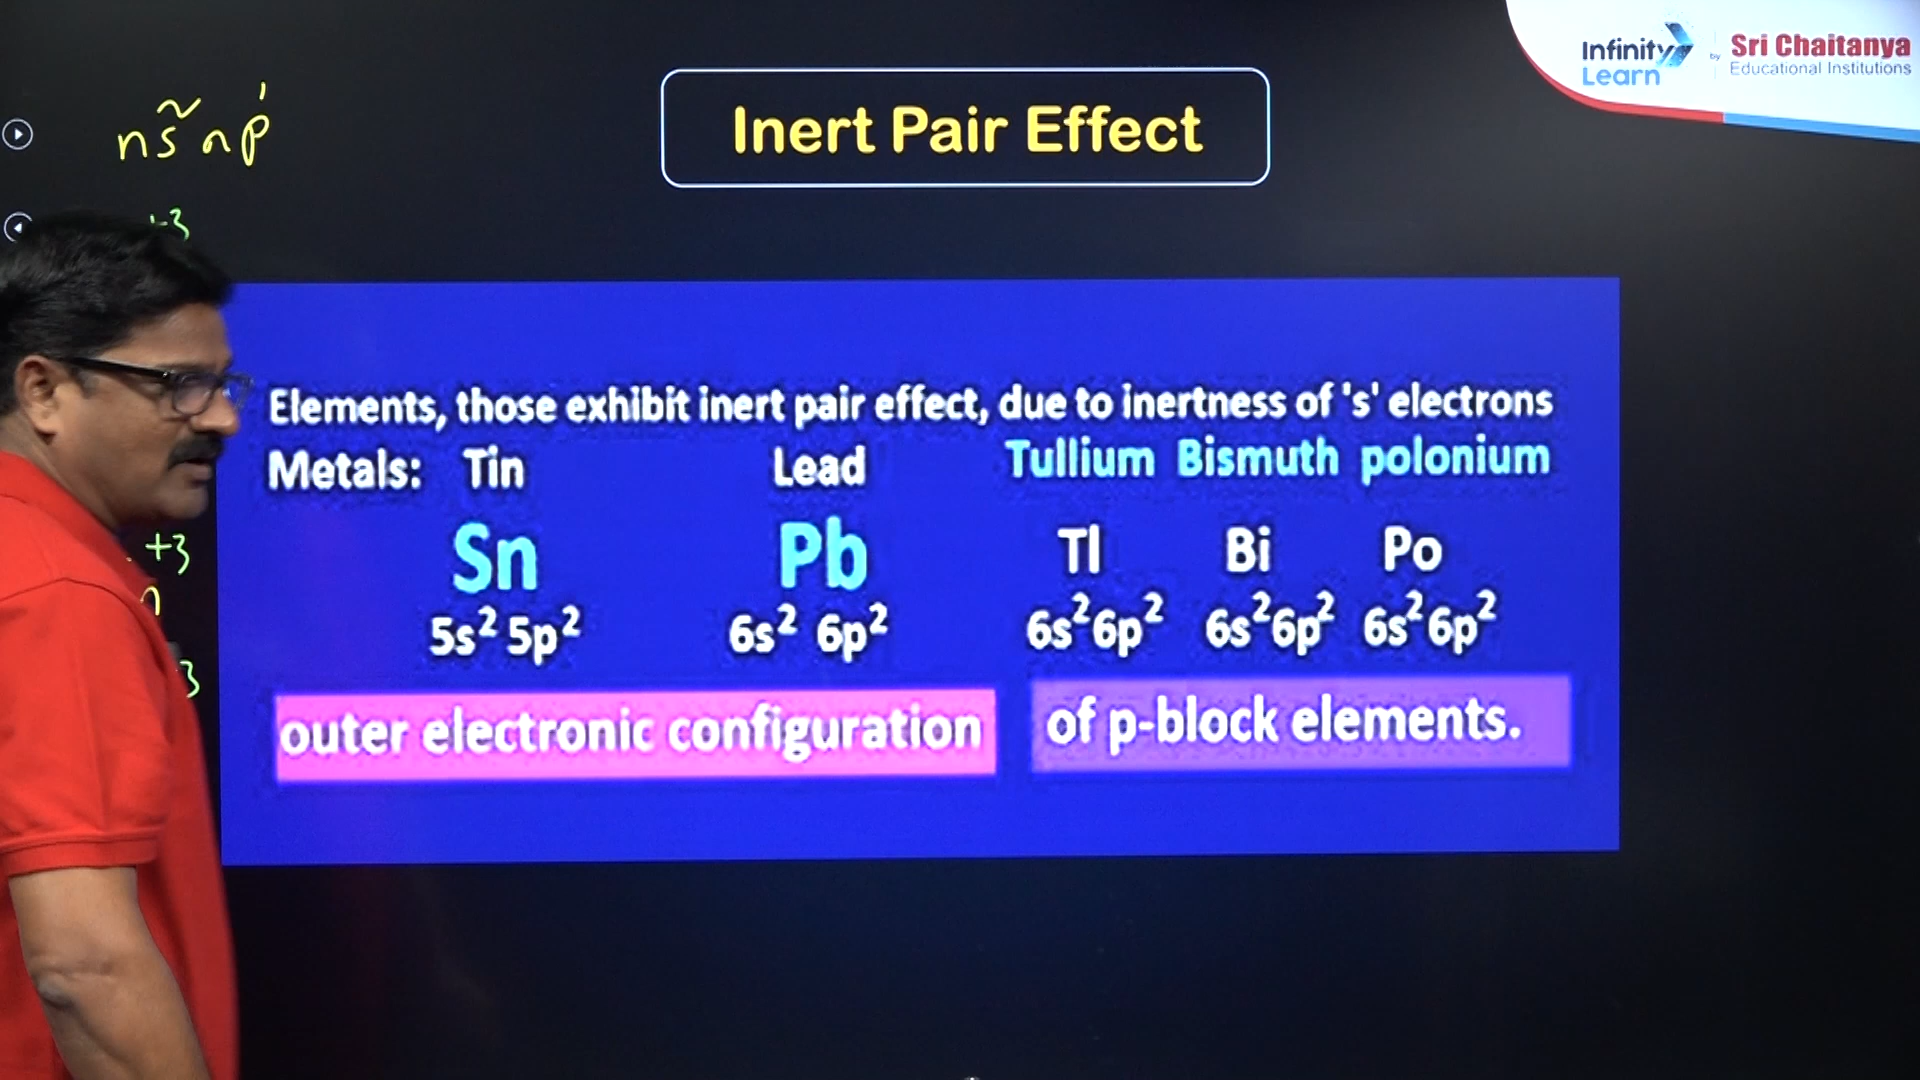 Infinity Learn by Sri Chaitanya Educational Institutions
ns² np¹
Inert Pair Effect
+3
Elements, those exhibit inert pair effect, due to inertness of 's' electrons
Metals: Tin Lead Tullium Bismuth polonium
Sn Pb Tl Bi Po
+3
5s² 5p² 6s² 6p² 6s²6p² 6s²6p² 6s²6p²
3
outer electronic configuration of p-block elements.